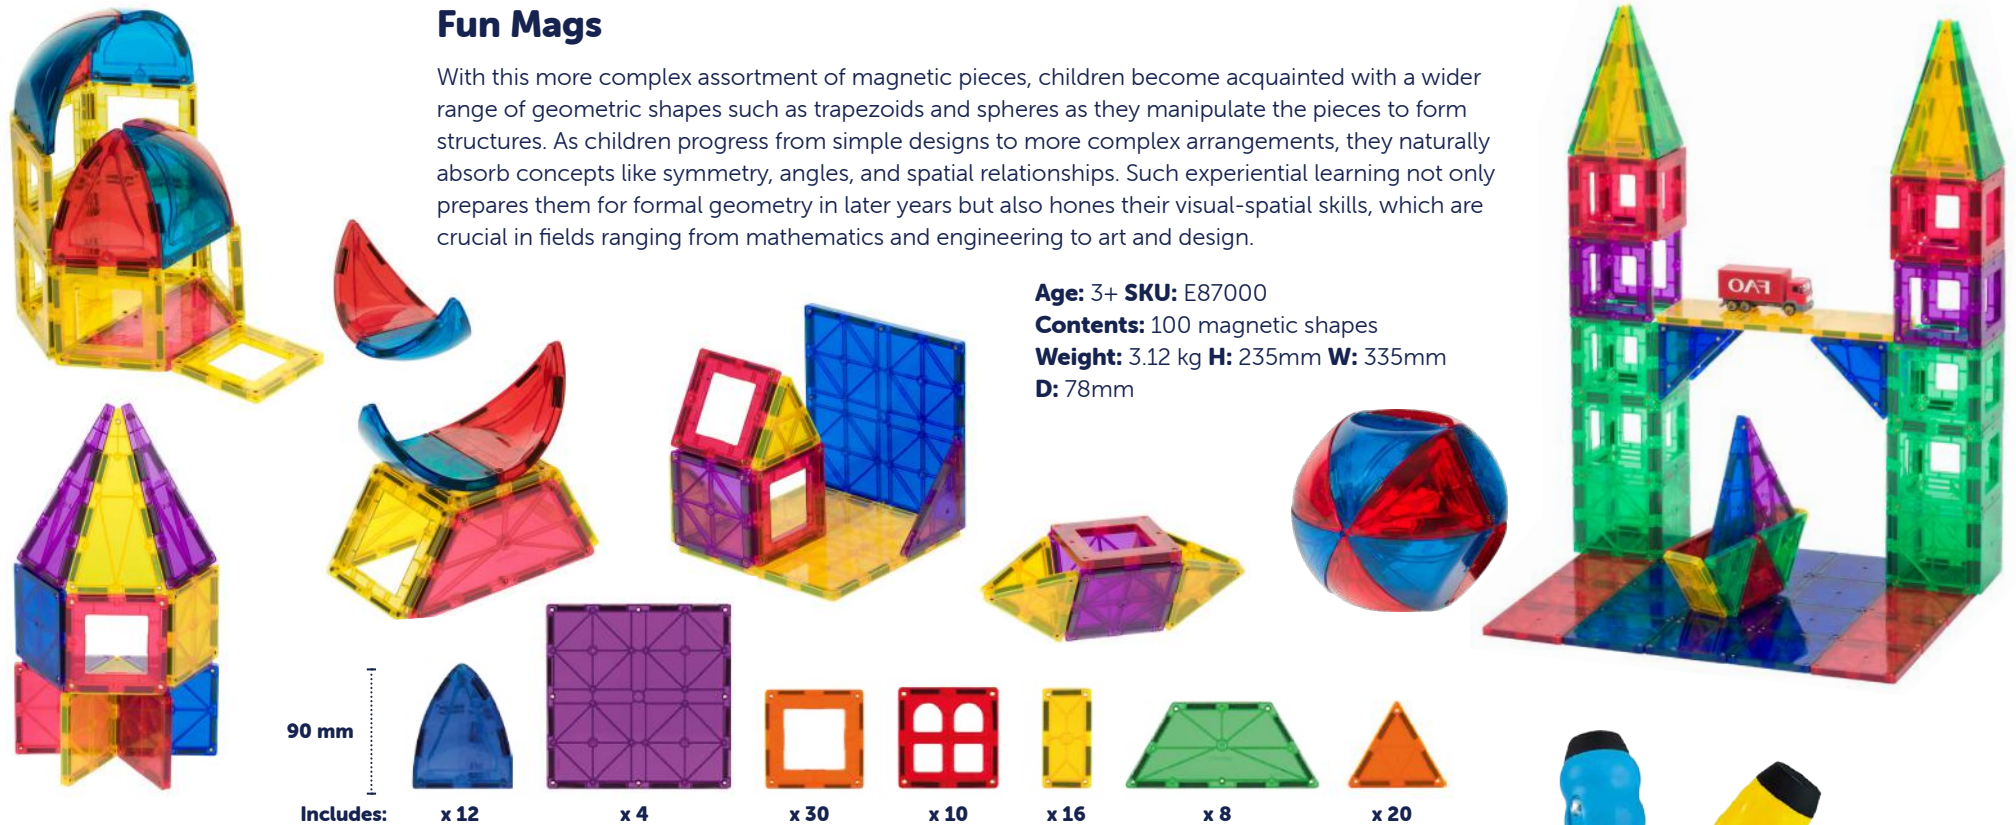 Fun Mags
With this more complex assortment of magnetic pieces, children become acquainted with a wider
range of geometric shapes such as trapezoids and spheres as they manipulate the pieces to form
structures. As children progress from simple designs to more complex arrangements, they naturally
absorb concepts like symmetry, angles, and spatial relationships. Such experiential learning not only
prepares them for formal geometry in later years but also hones their visual-spatial skills, which are
crucial in fields ranging from mathematics and engineering to art and design.
Age: 3+ SKU: E87000
Contents: 100 magnetic shapes
Weight: 3.12 kg H: 235mm W: 335mm
D: 78mm
FAO
90 mm
Includes: x 12 x 4 x 30 x 10 x 16 x 8 x 20